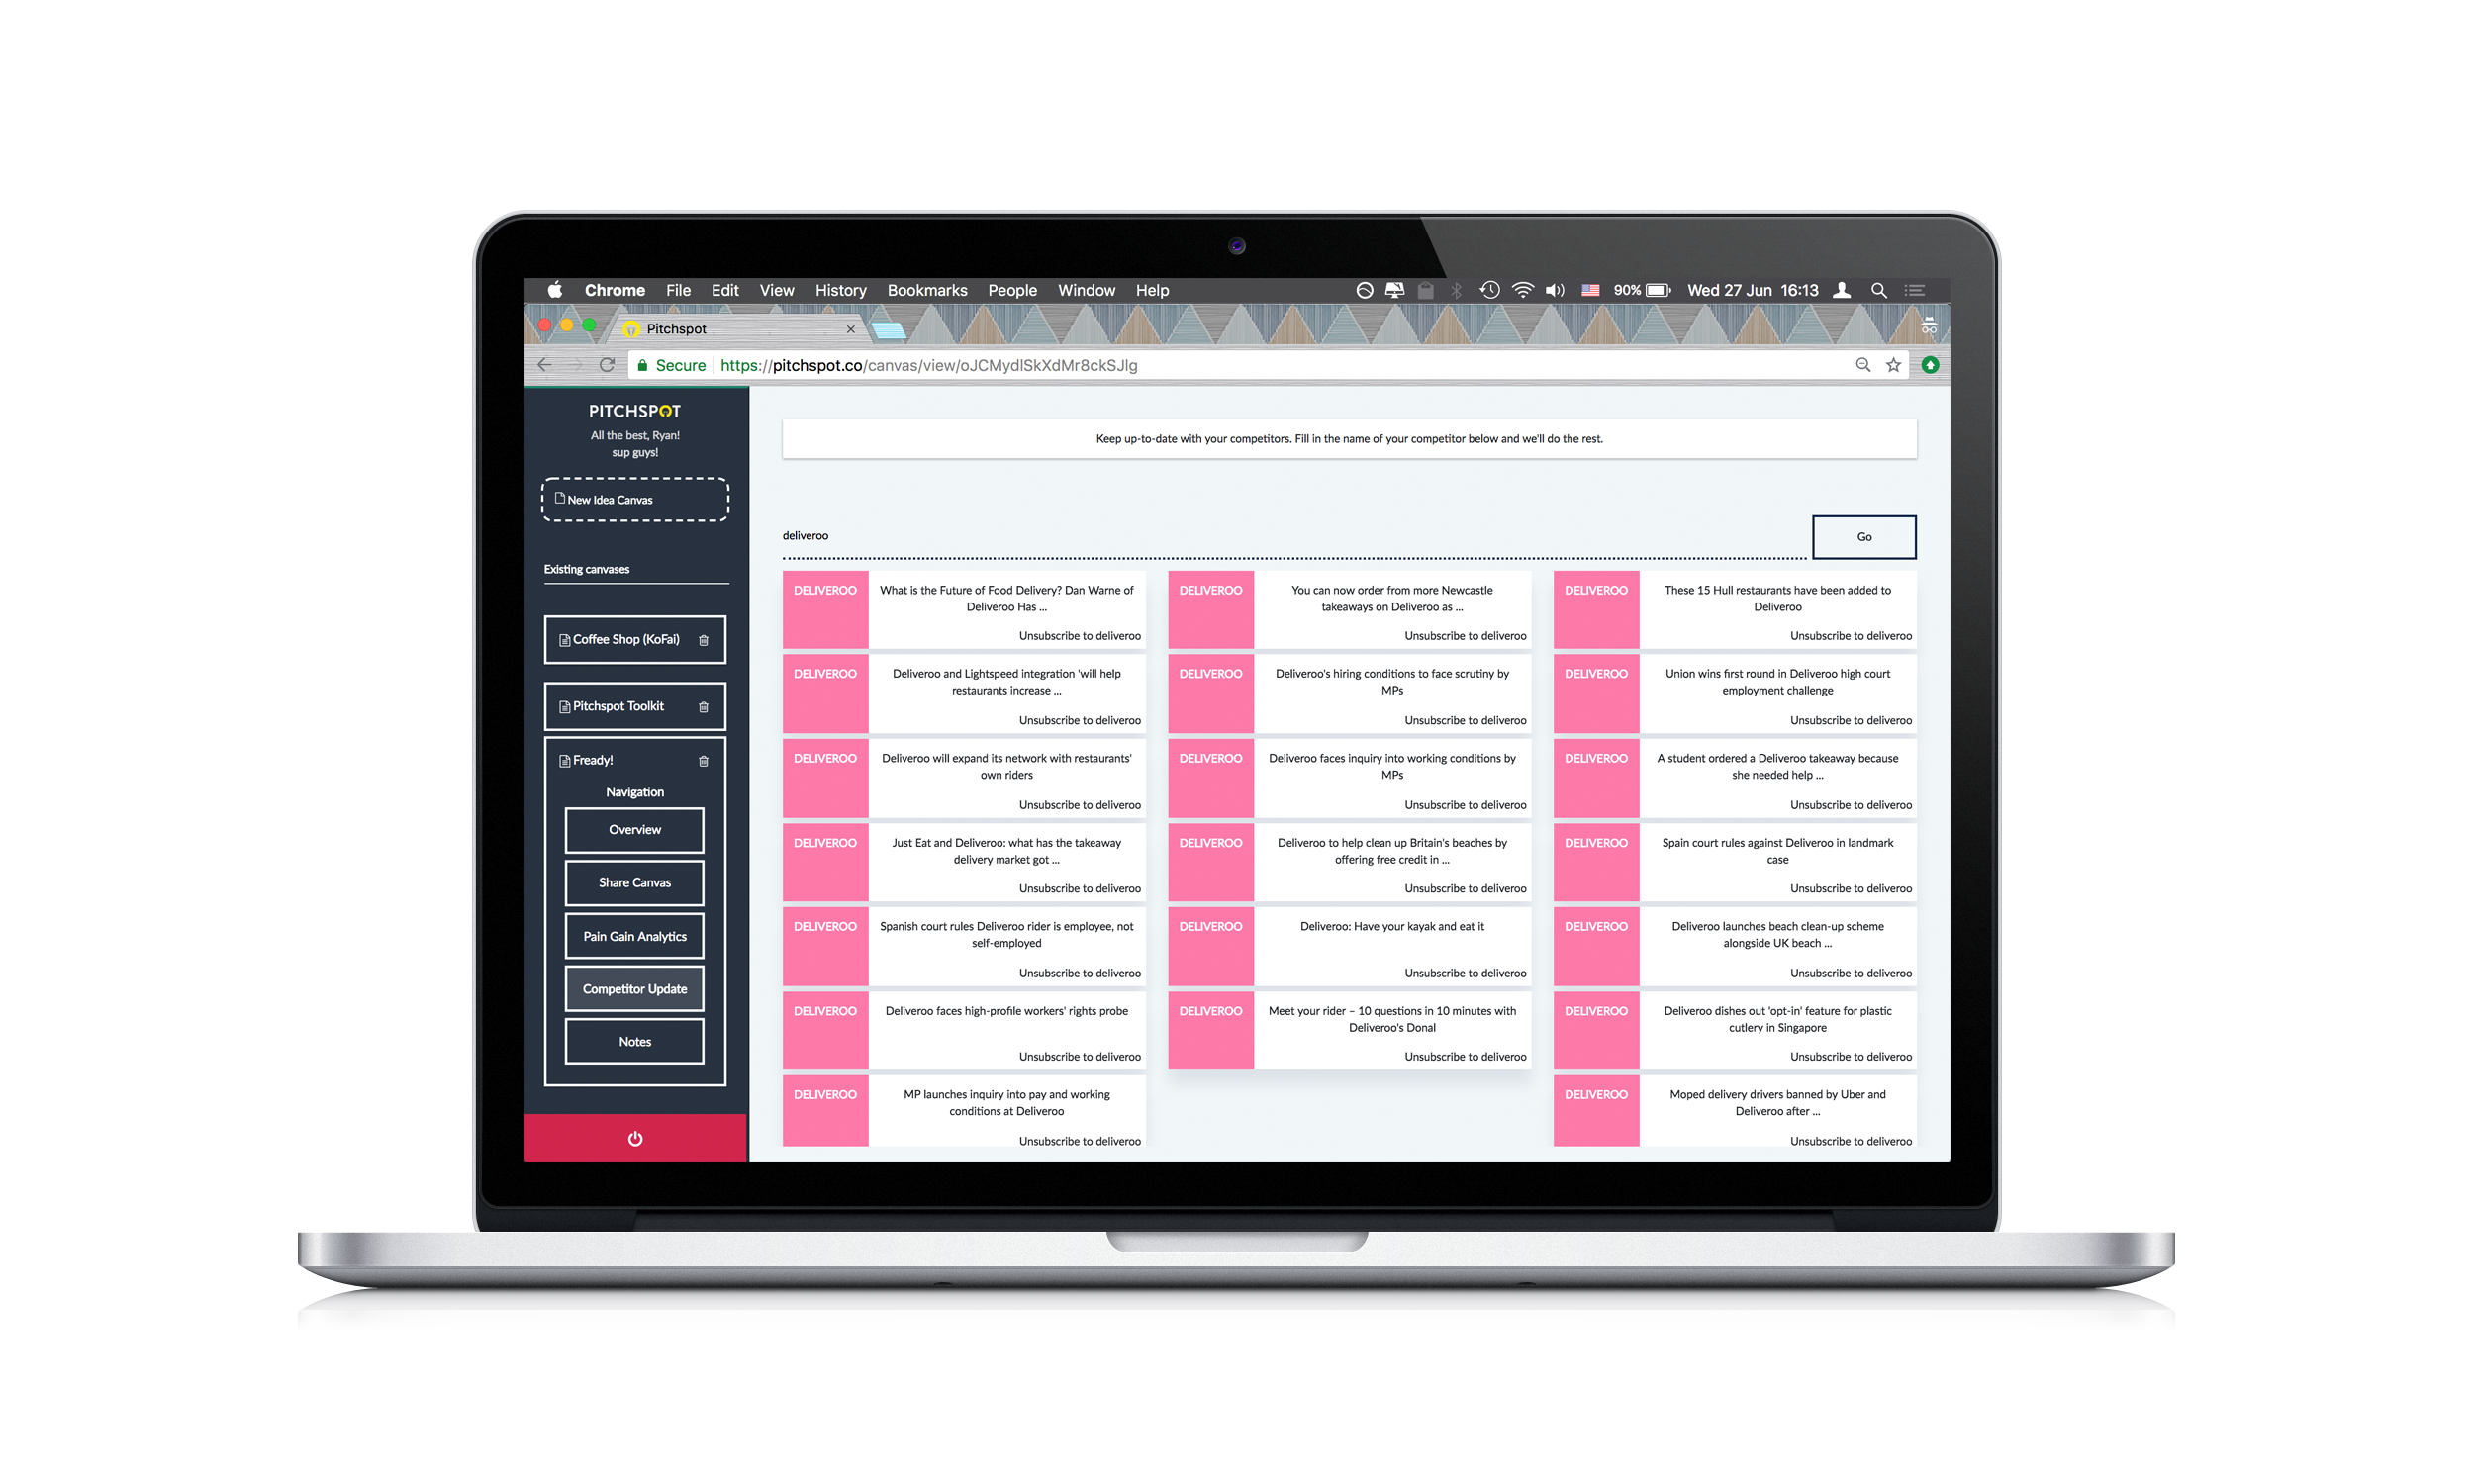 Chrome File Edit View History Bookmarks People Window Help 90% Wed 27 Jun 16:13
Pitchspot
Secure https://pitchspot.co/canvas/view/oJCMydlSkXdMr8ckSJlg
PITCHSPOT
All the best, Ryan!
sup guys!
New Idea Canvas
Existing canvases
Coffee Shop (KoFai)
Pitchspot Toolkit
Fready!
Navigation
Overview
Share Canvas
Pain Gain Analytics
Competitor Update
Notes
Keep up-to-date with your competitors. Fill in the name of your competitor below and we'll do the rest.
deliveroo
Go
DELIVEROO
What is the Future of Food Delivery? Dan Warne of
Deliveroo Has ...
Unsubscribe to deliveroo
DELIVEROO
You can now order from more Newcastle
takeaways on Deliveroo as ...
Unsubscribe to deliveroo
DELIVEROO
These 15 Hull restaurants have been added to
Deliveroo
Unsubscribe to deliveroo
DELIVEROO
Deliveroo and Lightspeed integration 'will help
restaurants increase ...
Unsubscribe to deliveroo
DELIVEROO
Deliveroo's hiring conditions to face scrutiny by
MPs
Unsubscribe to deliveroo
DELIVEROO
Union wins first round in Deliveroo high court
employment challenge
Unsubscribe to deliveroo
DELIVEROO
Deliveroo will expand its network with restaurants'
own riders
Unsubscribe to deliveroo
DELIVEROO
Deliveroo faces inquiry into working conditions by
MPs
Unsubscribe to deliveroo
DELIVEROO
A student ordered a Deliveroo takeaway because
she needed help ...
Unsubscribe to deliveroo
DELIVEROO
Just Eat and Deliveroo: what has the takeaway
delivery market got ...
Unsubscribe to deliveroo
DELIVEROO
Deliveroo to help clean up Britain's beaches by
offering free credit in ...
Unsubscribe to deliveroo
DELIVEROO
Spain court rules against Deliveroo in landmark
case
Unsubscribe to deliveroo
DELIVEROO
Spanish court rules Deliveroo rider is employee, not
self-employed
Unsubscribe to deliveroo
DELIVEROO
Deliveroo: Have your kayak and eat it
Unsubscribe to deliveroo
DELIVEROO
Deliveroo launches beach clean-up scheme
alongside UK beach ...
Unsubscribe to deliveroo
DELIVEROO
Deliveroo faces high-profile workers' rights probe
Unsubscribe to deliveroo
DELIVEROO
Meet your rider – 10 questions in 10 minutes with
Deliveroo's Donal
Unsubscribe to deliveroo
DELIVEROO
Deliveroo dishes out 'opt-in' feature for plastic
cutlery in Singapore
Unsubscribe to deliveroo
DELIVEROO
MP launches inquiry into pay and working
conditions at Deliveroo
Unsubscribe to deliveroo
DELIVEROO
Moped delivery drivers banned by Uber and
Deliveroo after ...
Unsubscribe to deliveroo